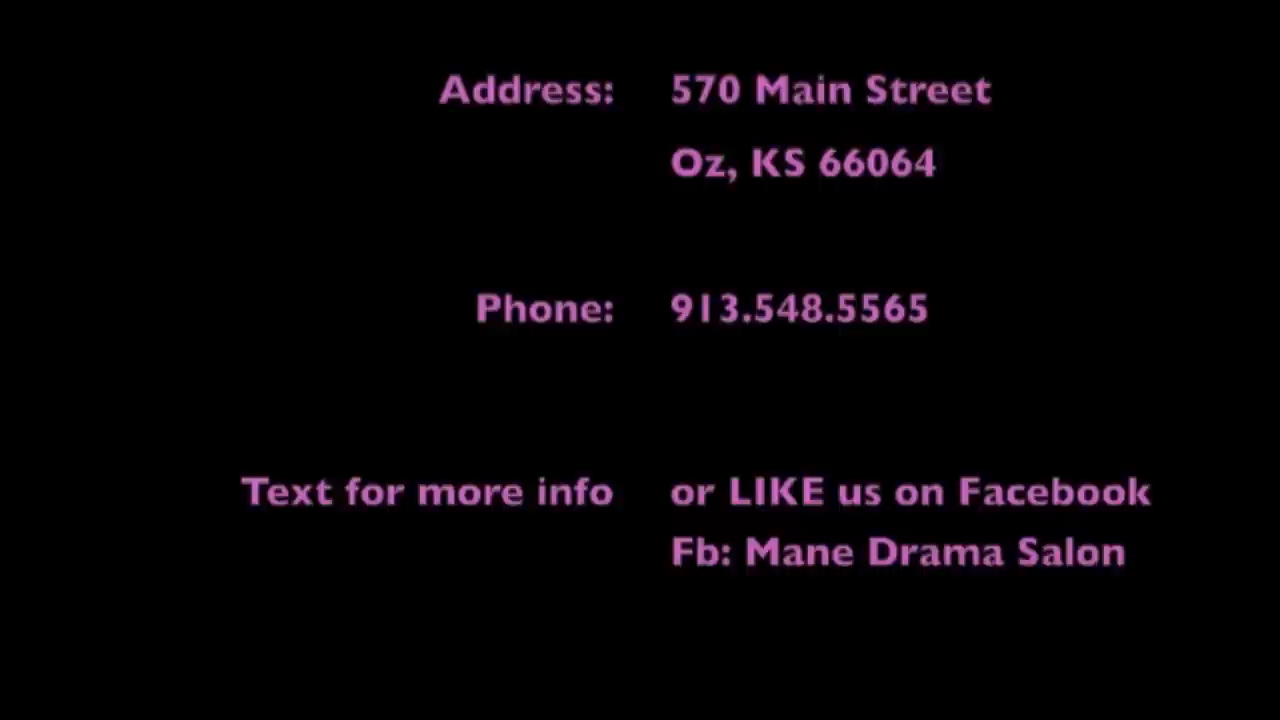 Address: 570 Main Street
Oz, KS 66064
Phone: 913.548.5565
Text for more info or LIKE us on Facebook
Fb: Mane Drama Salon